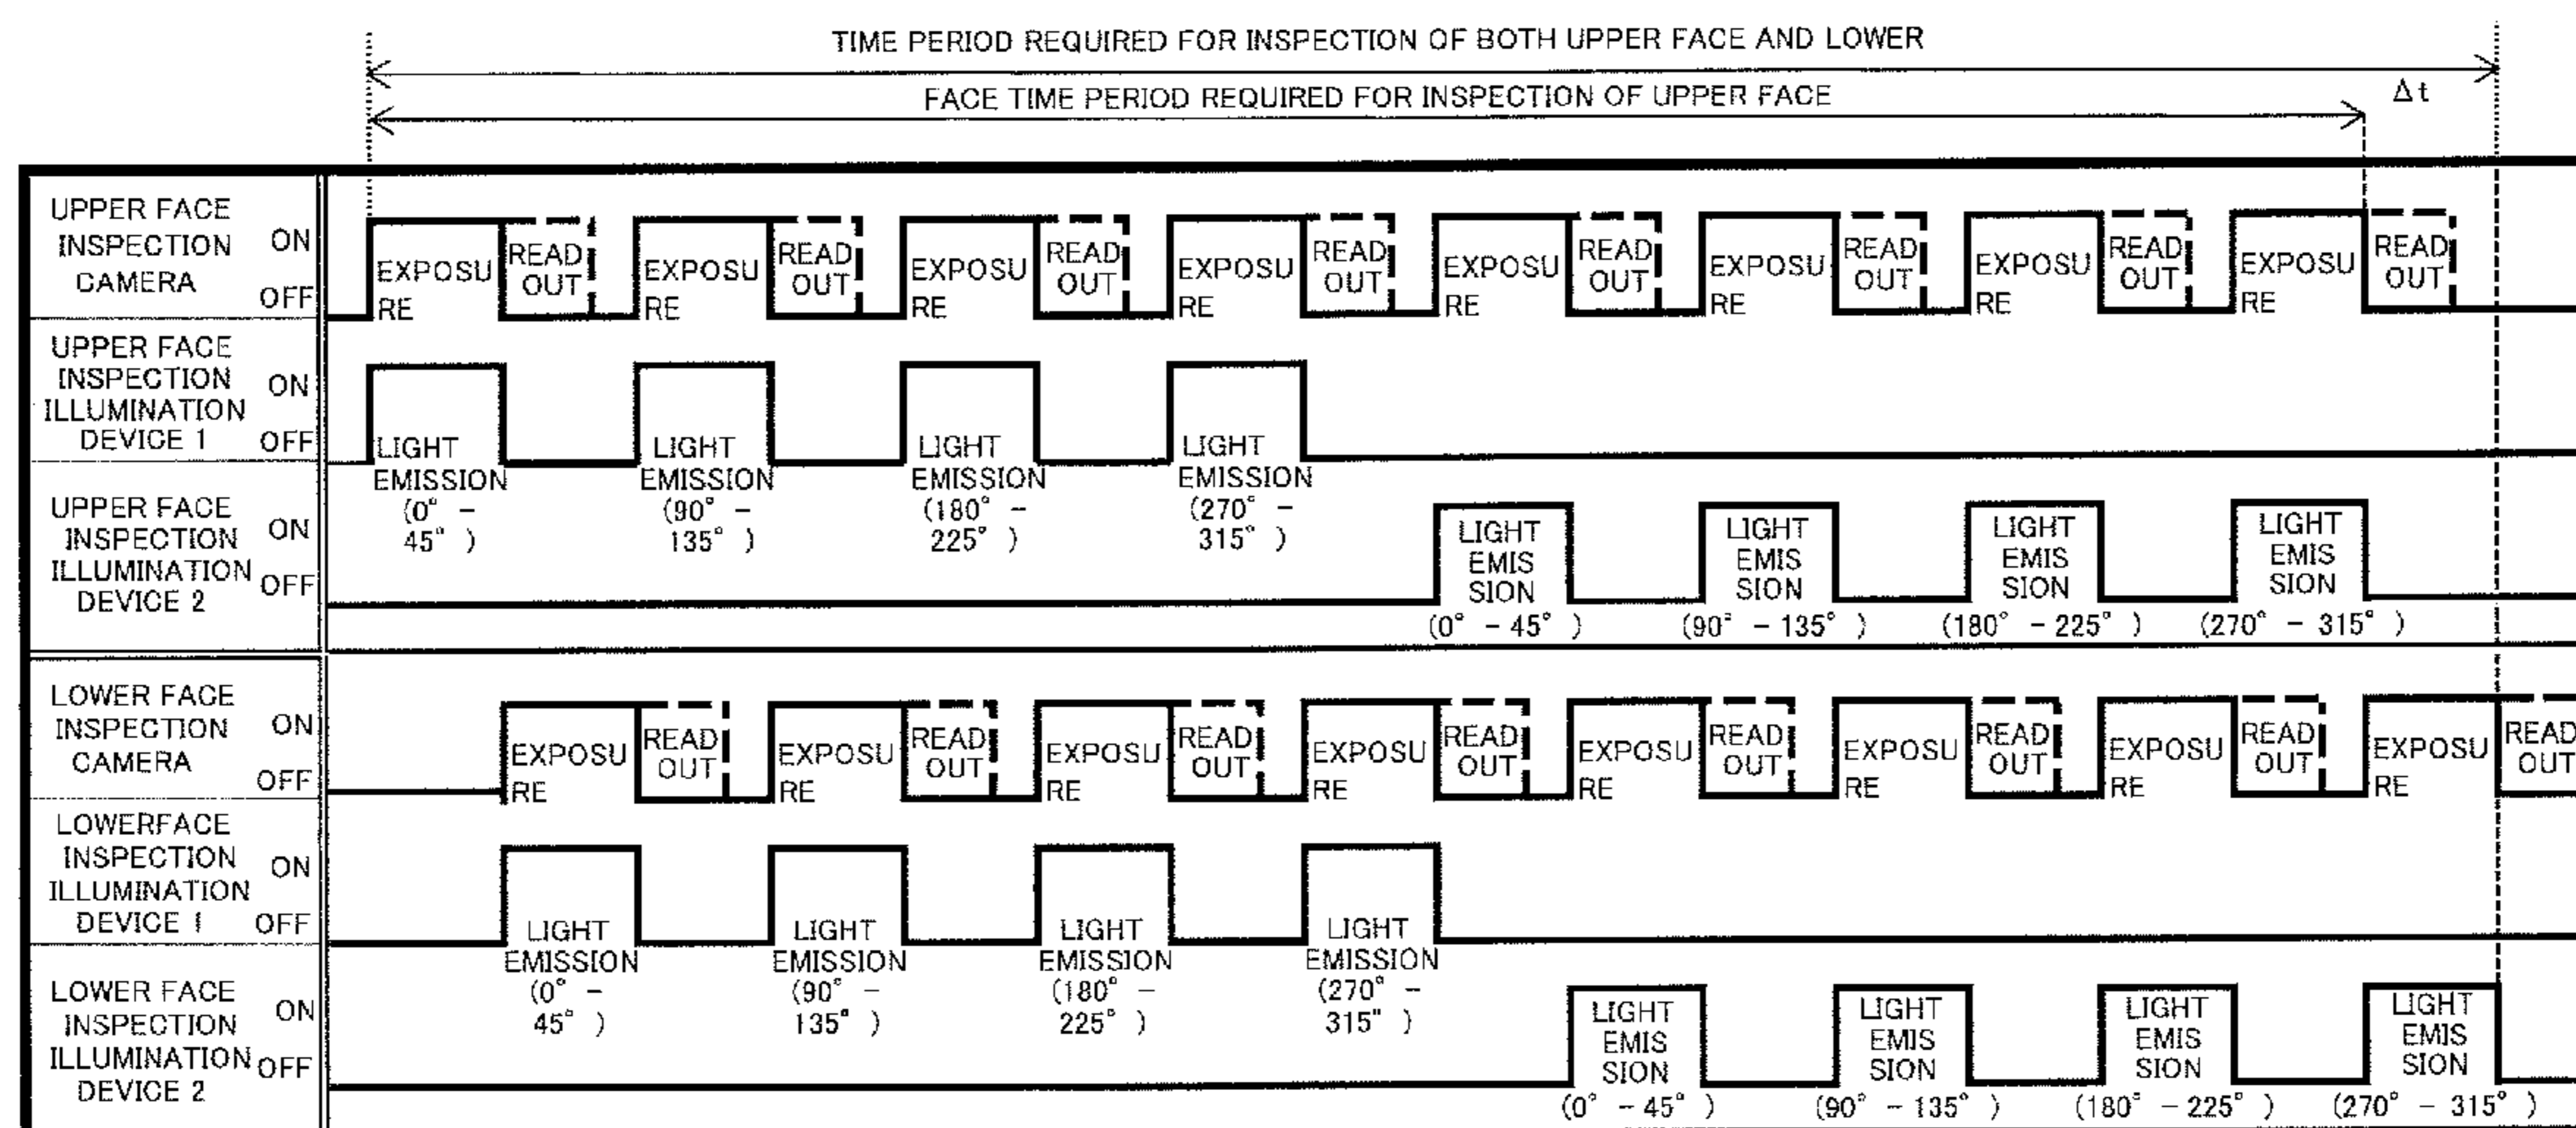 TIME PERIOD REQUIRED FOR INSPECTION OF BOTH UPPER FACE AND LOWER
FACE TIME PERIOD REQUIRED FOR INSPECTION OF UPPER FACE
Δt
UPPER FACE
INSPECTION
CAMERA
ON
OFF
EXPOSU
RE
READ
OUT
EXPOSU
RE
READ
OUT
EXPOSU
RE
READ
OUT
EXPOSU
RE
READ
OUT
EXPOSU
RE
READ
OUT
EXPOSU
RE
READ
OUT
EXPOSU
RE
READ
OUT
EXPOSU
RE
READ
OUT
UPPER FACE
INSPECTION
ILLUMINATION
DEVICE 1
ON
OFF
LIGHT
EMISSION
(0° -
45° )
LIGHT
EMISSION
(90° -
135° )
LIGHT
EMISSION
(180° -
225° )
LIGHT
EMISSION
(270° -
315° )
UPPER FACE
INSPECTION
ILLUMINATION
DEVICE 2
ON
OFF
LIGHT
EMIS
SION
(0° - 45° )
LIGHT
EMIS
SION
(90° - 135° )
LIGHT
EMIS
SION
(180° - 225° )
LIGHT
EMIS
SION
(270° - 315° )
LOWER FACE
INSPECTION
CAMERA
ON
OFF
EXPOSU
RE
READ
OUT
EXPOSU
RE
READ
OUT
EXPOSU
RE
READ
OUT
EXPOSU
RE
READ
OUT
EXPOSU
RE
READ
OUT
EXPOSU
RE
READ
OUT
EXPOSU
RE
READ
OUT
EXPOSU
RE
READ
OUT
LOWERFACE
INSPECTION
ILLUMINATION
DEVICE 1
ON
OFF
LIGHT
EMISSION
(0° -
45° )
LIGHT
EMISSION
(90° -
135° )
LIGHT
EMISSION
(180° -
225° )
LIGHT
EMISSION
(270° -
315° )
LOWER FACE
INSPECTION
ILLUMINATION
DEVICE 2
ON
OFF
LIGHT
EMIS
SION
(0° - 45° )
LIGHT
EMIS
SION
(90° - 135° )
LIGHT
EMIS
SION
(180° - 225° )
LIGHT
EMIS
SION
(270° - 315° )